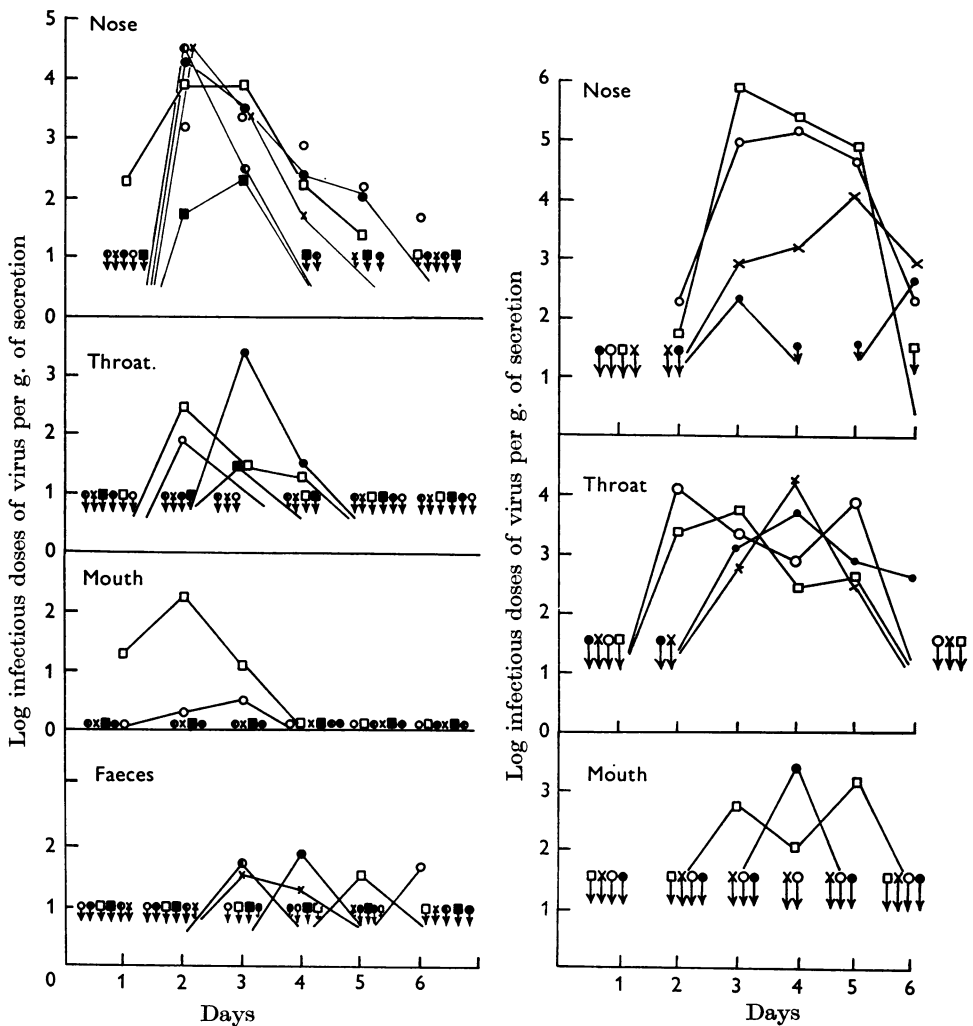 Log infectious doses of virus per g. of secretion
Nose
5
4
3
2
1
0
Throat.
3
2
1
0
Mouth
2
1
0
Faeces
2
1
0
1 2 3 4 5 6
Days
Log infectious doses of virus per g. of secretion
Nose
6
5
4
3
2
1
Throat
4
3
2
1
0
Mouth
3
2
1
1 2 3 4 5 6
Days